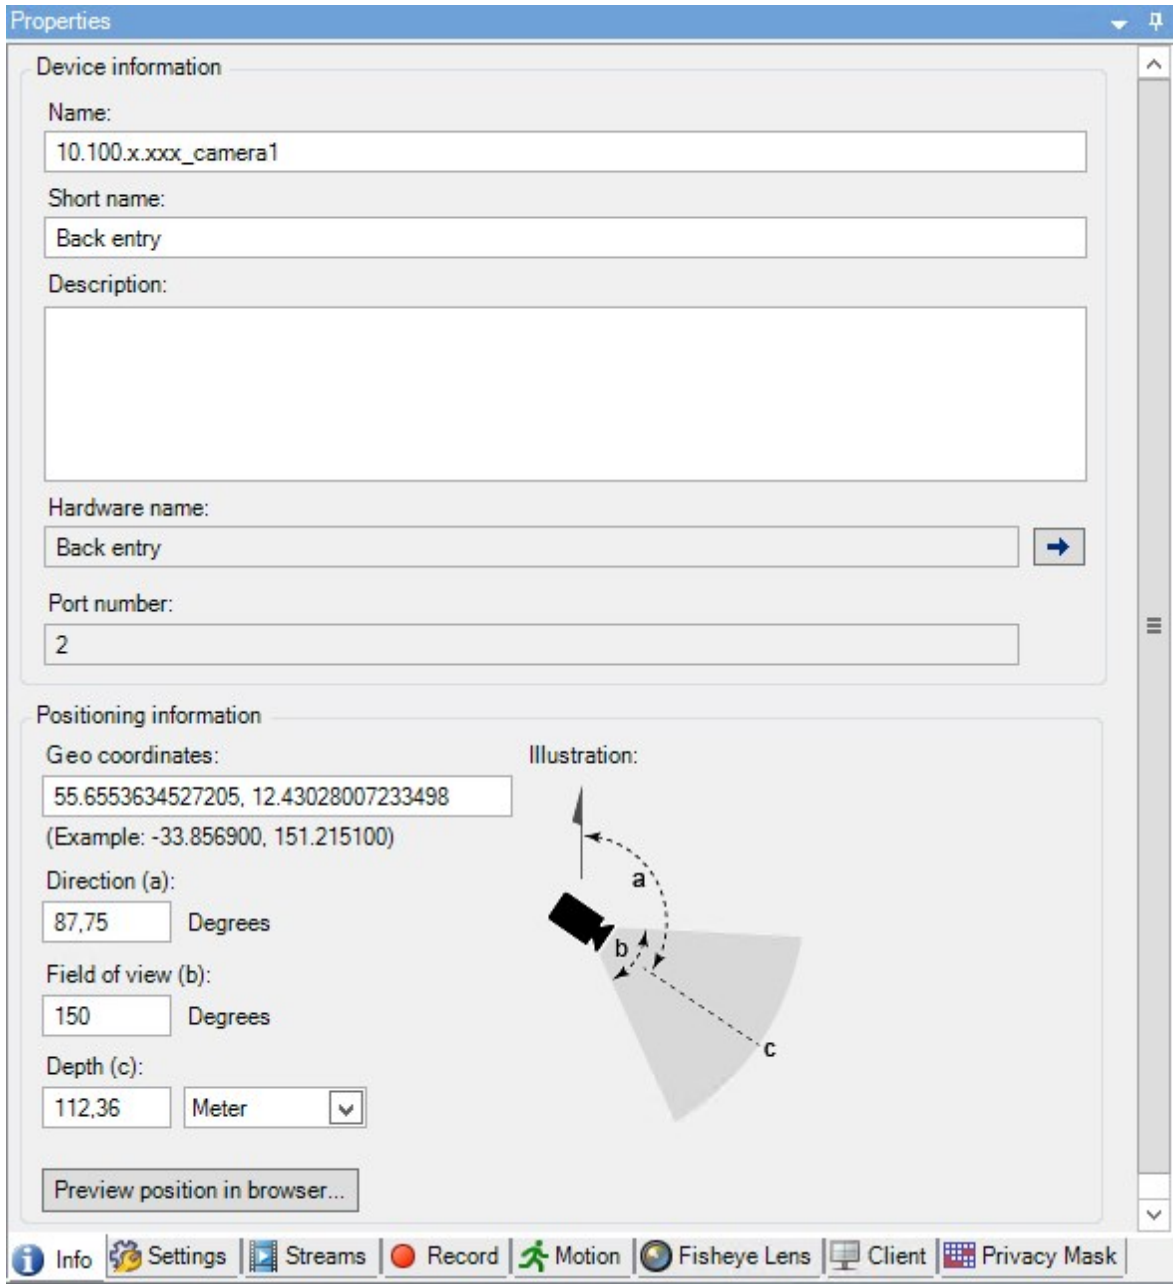 Properties
Device information
Name:
10.100.x.xxx_camera1
Short name:
Back entry
Description:
Hardware name:
Back entry
Port number:
2
Positioning information
Geo coordinates:
Illustration:
55.6553634527205, 12.43028007233498
(Example: -33.856900, 151.215100)
Direction (a):
a
87,75 Degrees
b
Field of view (b):
150 Degrees
c
Depth (c):
112,36 Meter
Preview position in browser...
Info Settings Streams Record Motion Fisheye Lens Client Privacy Mask